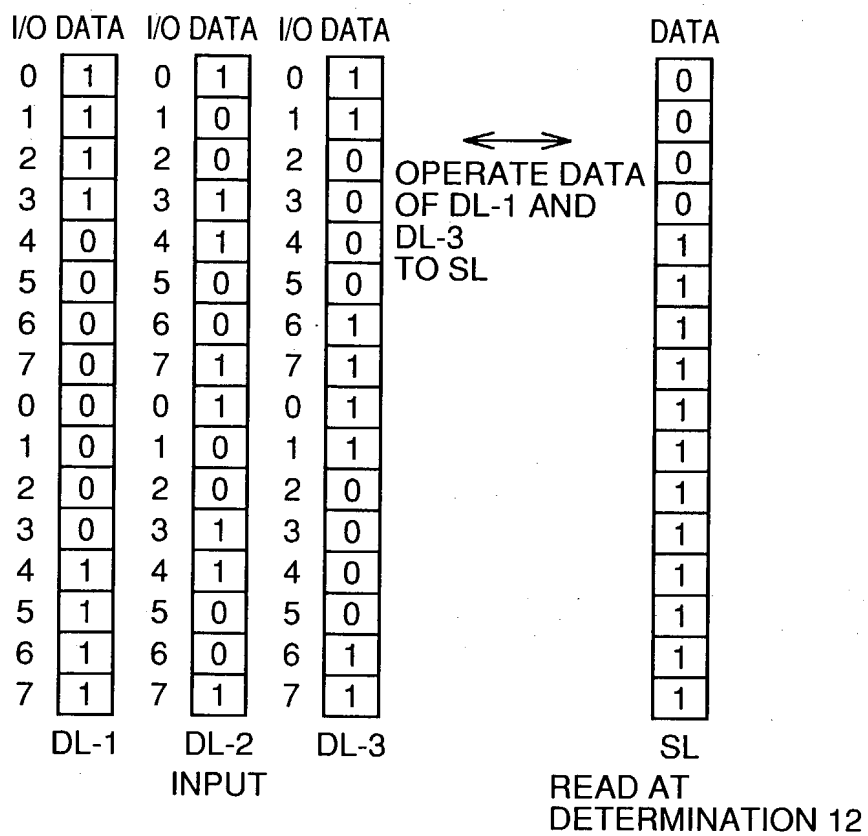 I/O DATA I/O DATA I/O DATA DATA
0 1 0 1 0 1 0
1 1 1 0 1 1 0
2 1 2 0 2 0 0
3 1 3 1 3 0 0
4 0 4 1 4 0 1
5 0 5 0 5 0 1
6 0 6 0 6 1 1
7 0 7 1 7 1 1
0 0 0 1 0 1 1
1 0 1 0 1 1 1
2 0 2 0 2 0 1
3 0 3 1 3 0 1
4 1 4 1 4 0 1
5 1 5 0 5 0 1
6 1 6 0 6 1 1
7 1 7 1 7 1 1
OPERATE DATA
OF DL-1 AND
DL-3
TO SL
DL-1 DL-2 DL-3 SL
INPUT
READ AT
DETERMINATION 12